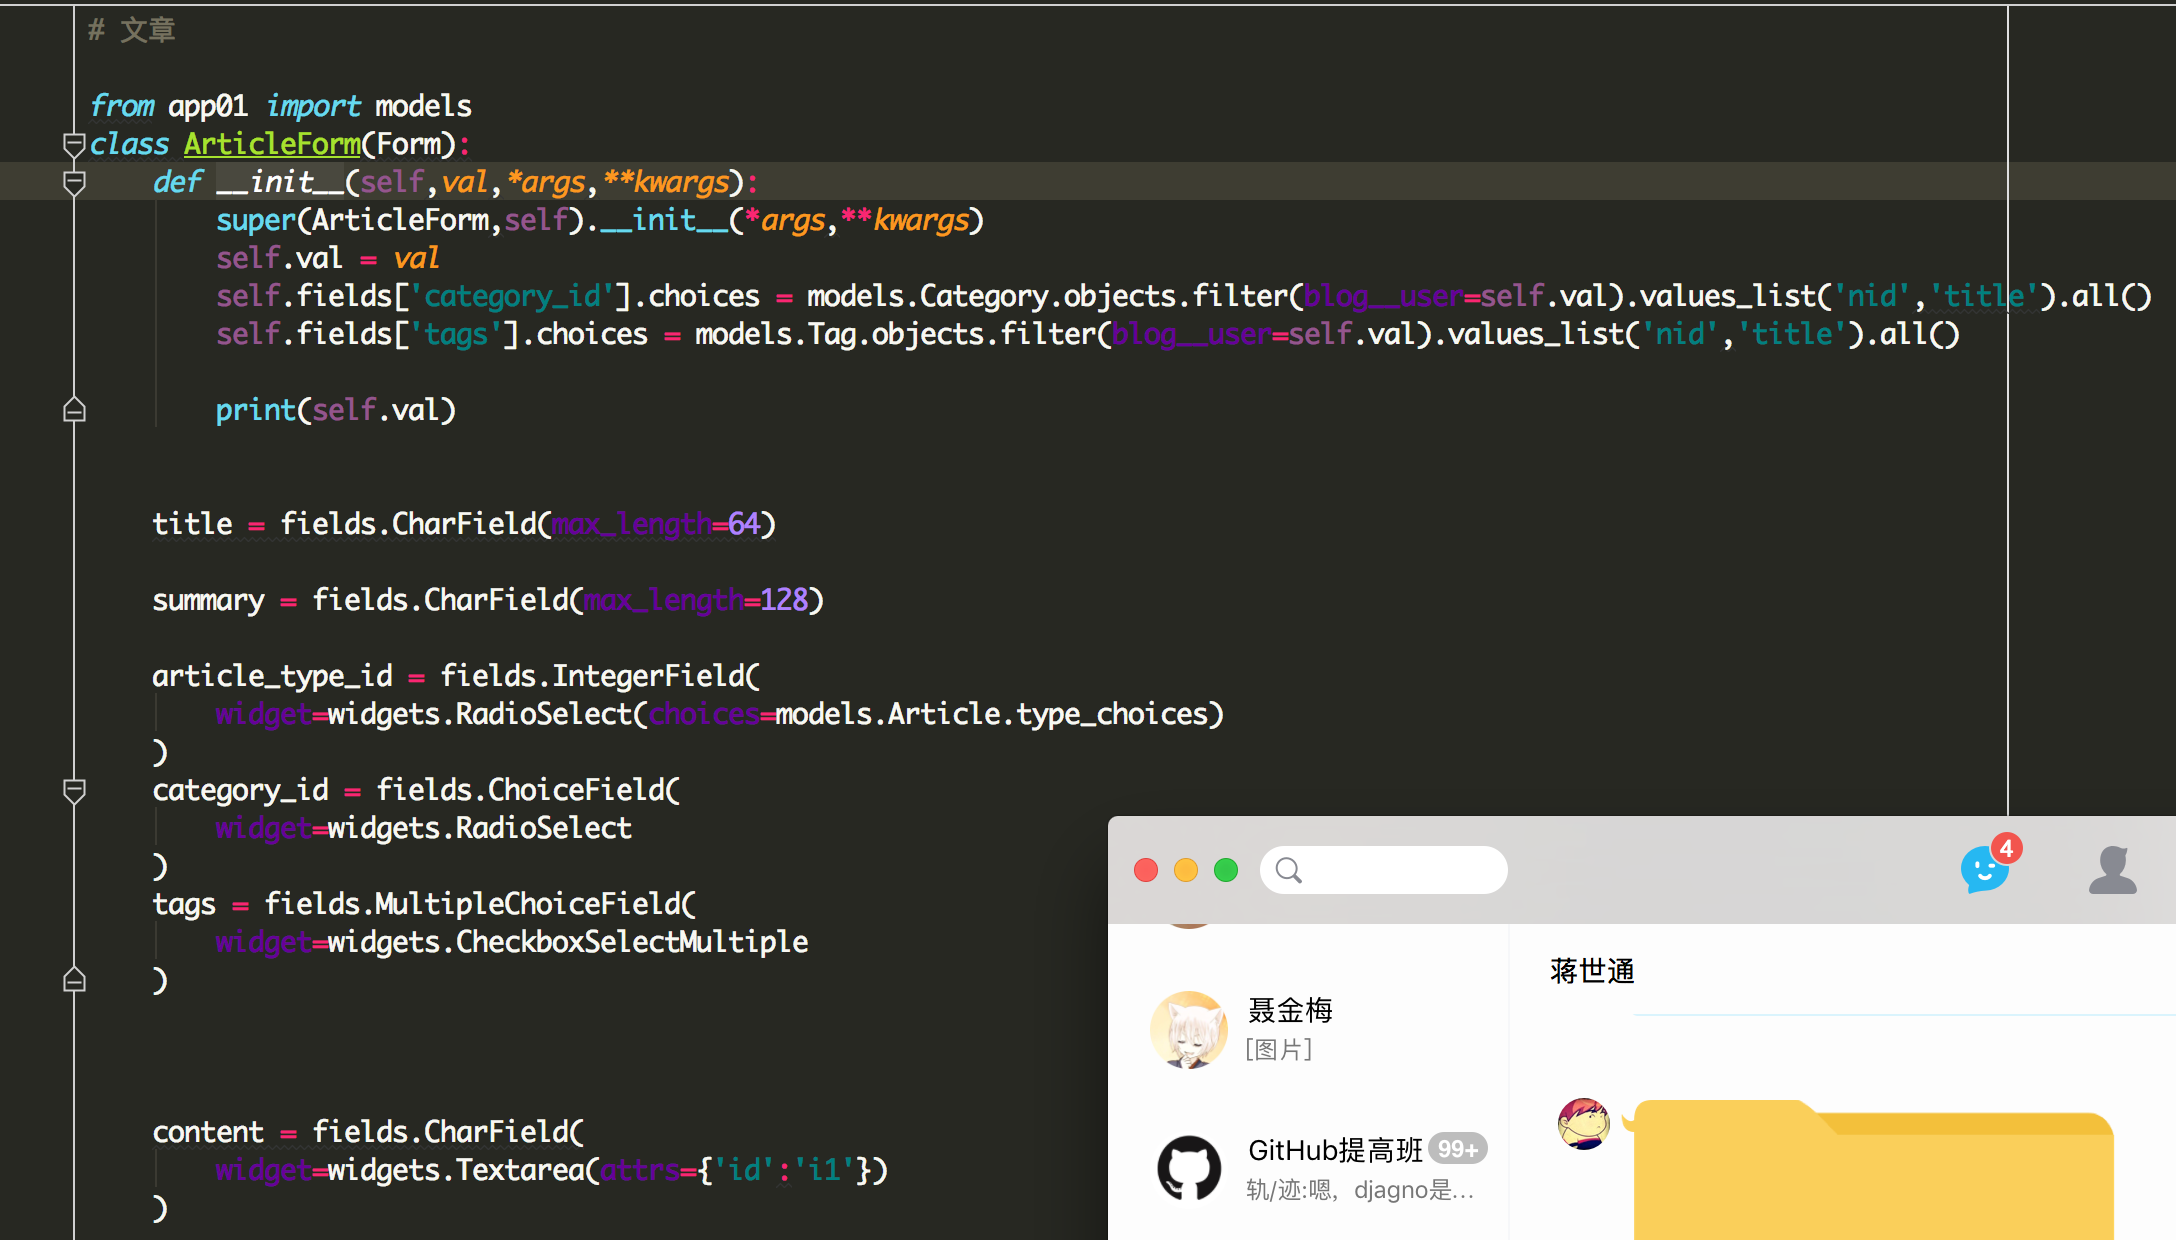 # 文章
from app01 import models
class ArticleForm(Form):
def __init__(self,val,*args,**kwargs):
super(ArticleForm,self).__init__(*args,**kwargs)
self.val = val
self.fields['category_id'].choices = models.Category.objects.filter(blog__user=self.val).values_list('nid','title').all()
self.fields['tags'].choices = models.Tag.objects.filter(blog__user=self.val).values_list('nid','title').all()
print(self.val)
title = fields.CharField(max_length=64)
summary = fields.CharField(max_length=128)
article_type_id = fields.IntegerField(
widget=widgets.RadioSelect(choices=models.Article.type_choices)
)
category_id = fields.ChoiceField(
widget=widgets.RadioSelect
)
tags = fields.MultipleChoiceField(
widget=widgets.CheckboxSelectMultiple
)
content = fields.CharField(
widget=widgets.Textarea(attrs={'id':'i1'})
)
4
蒋世通
聂金梅
[图片]
GitHub提高班 99+
轨/迹:嗯，djagno是...